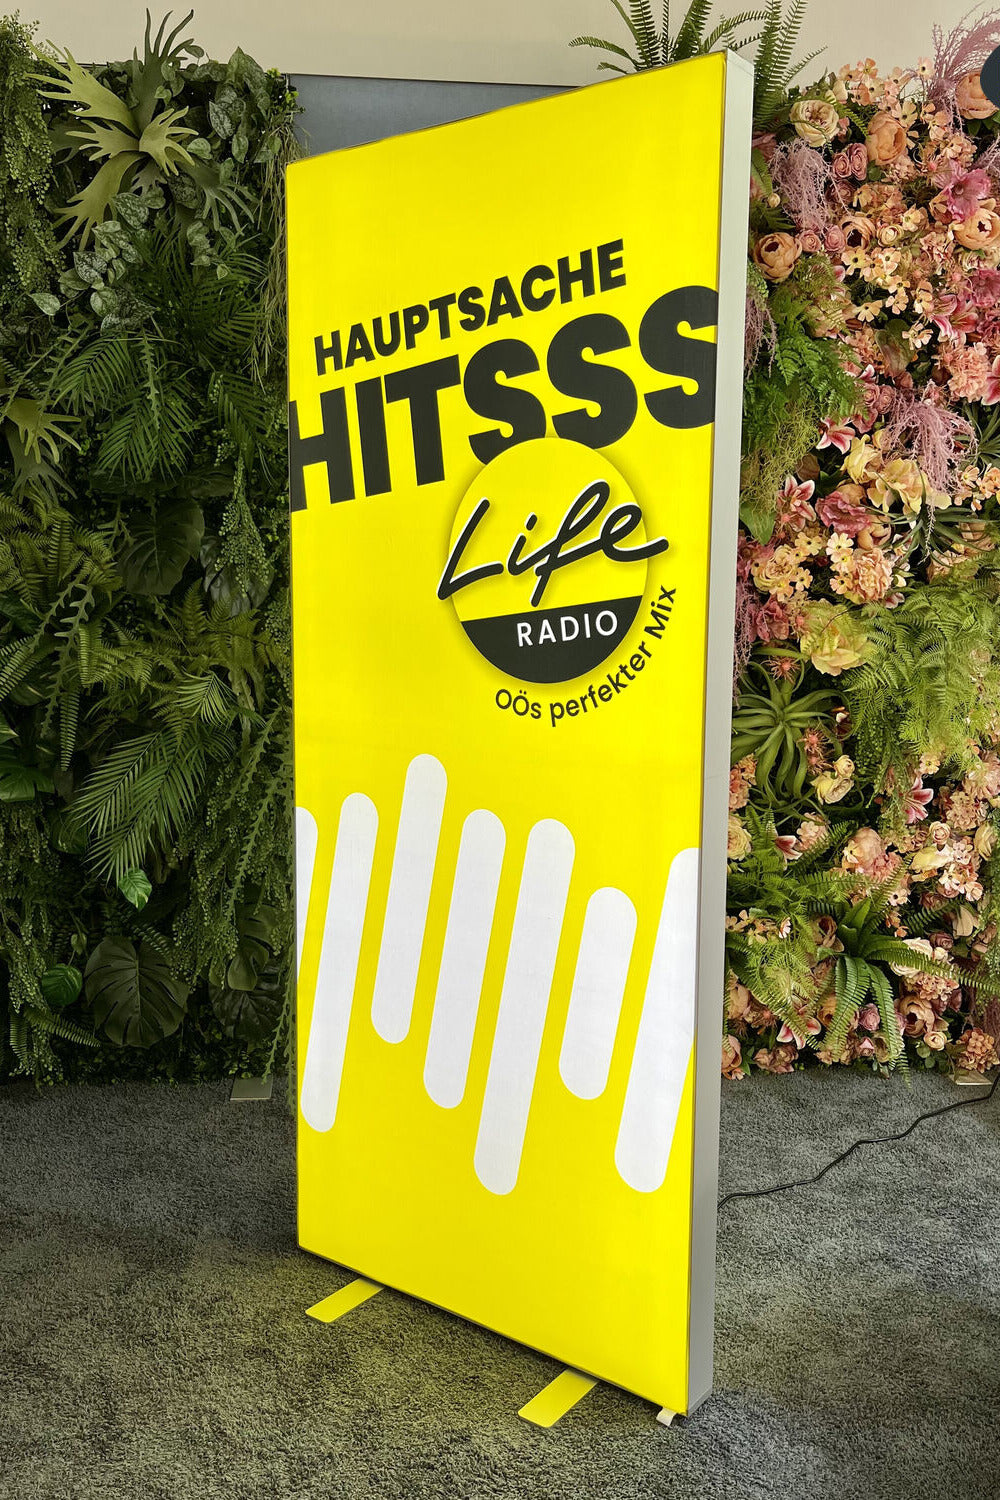 HAUPTSACHE
HITSSS
Life
RADIO
OÖs perfekter Mix